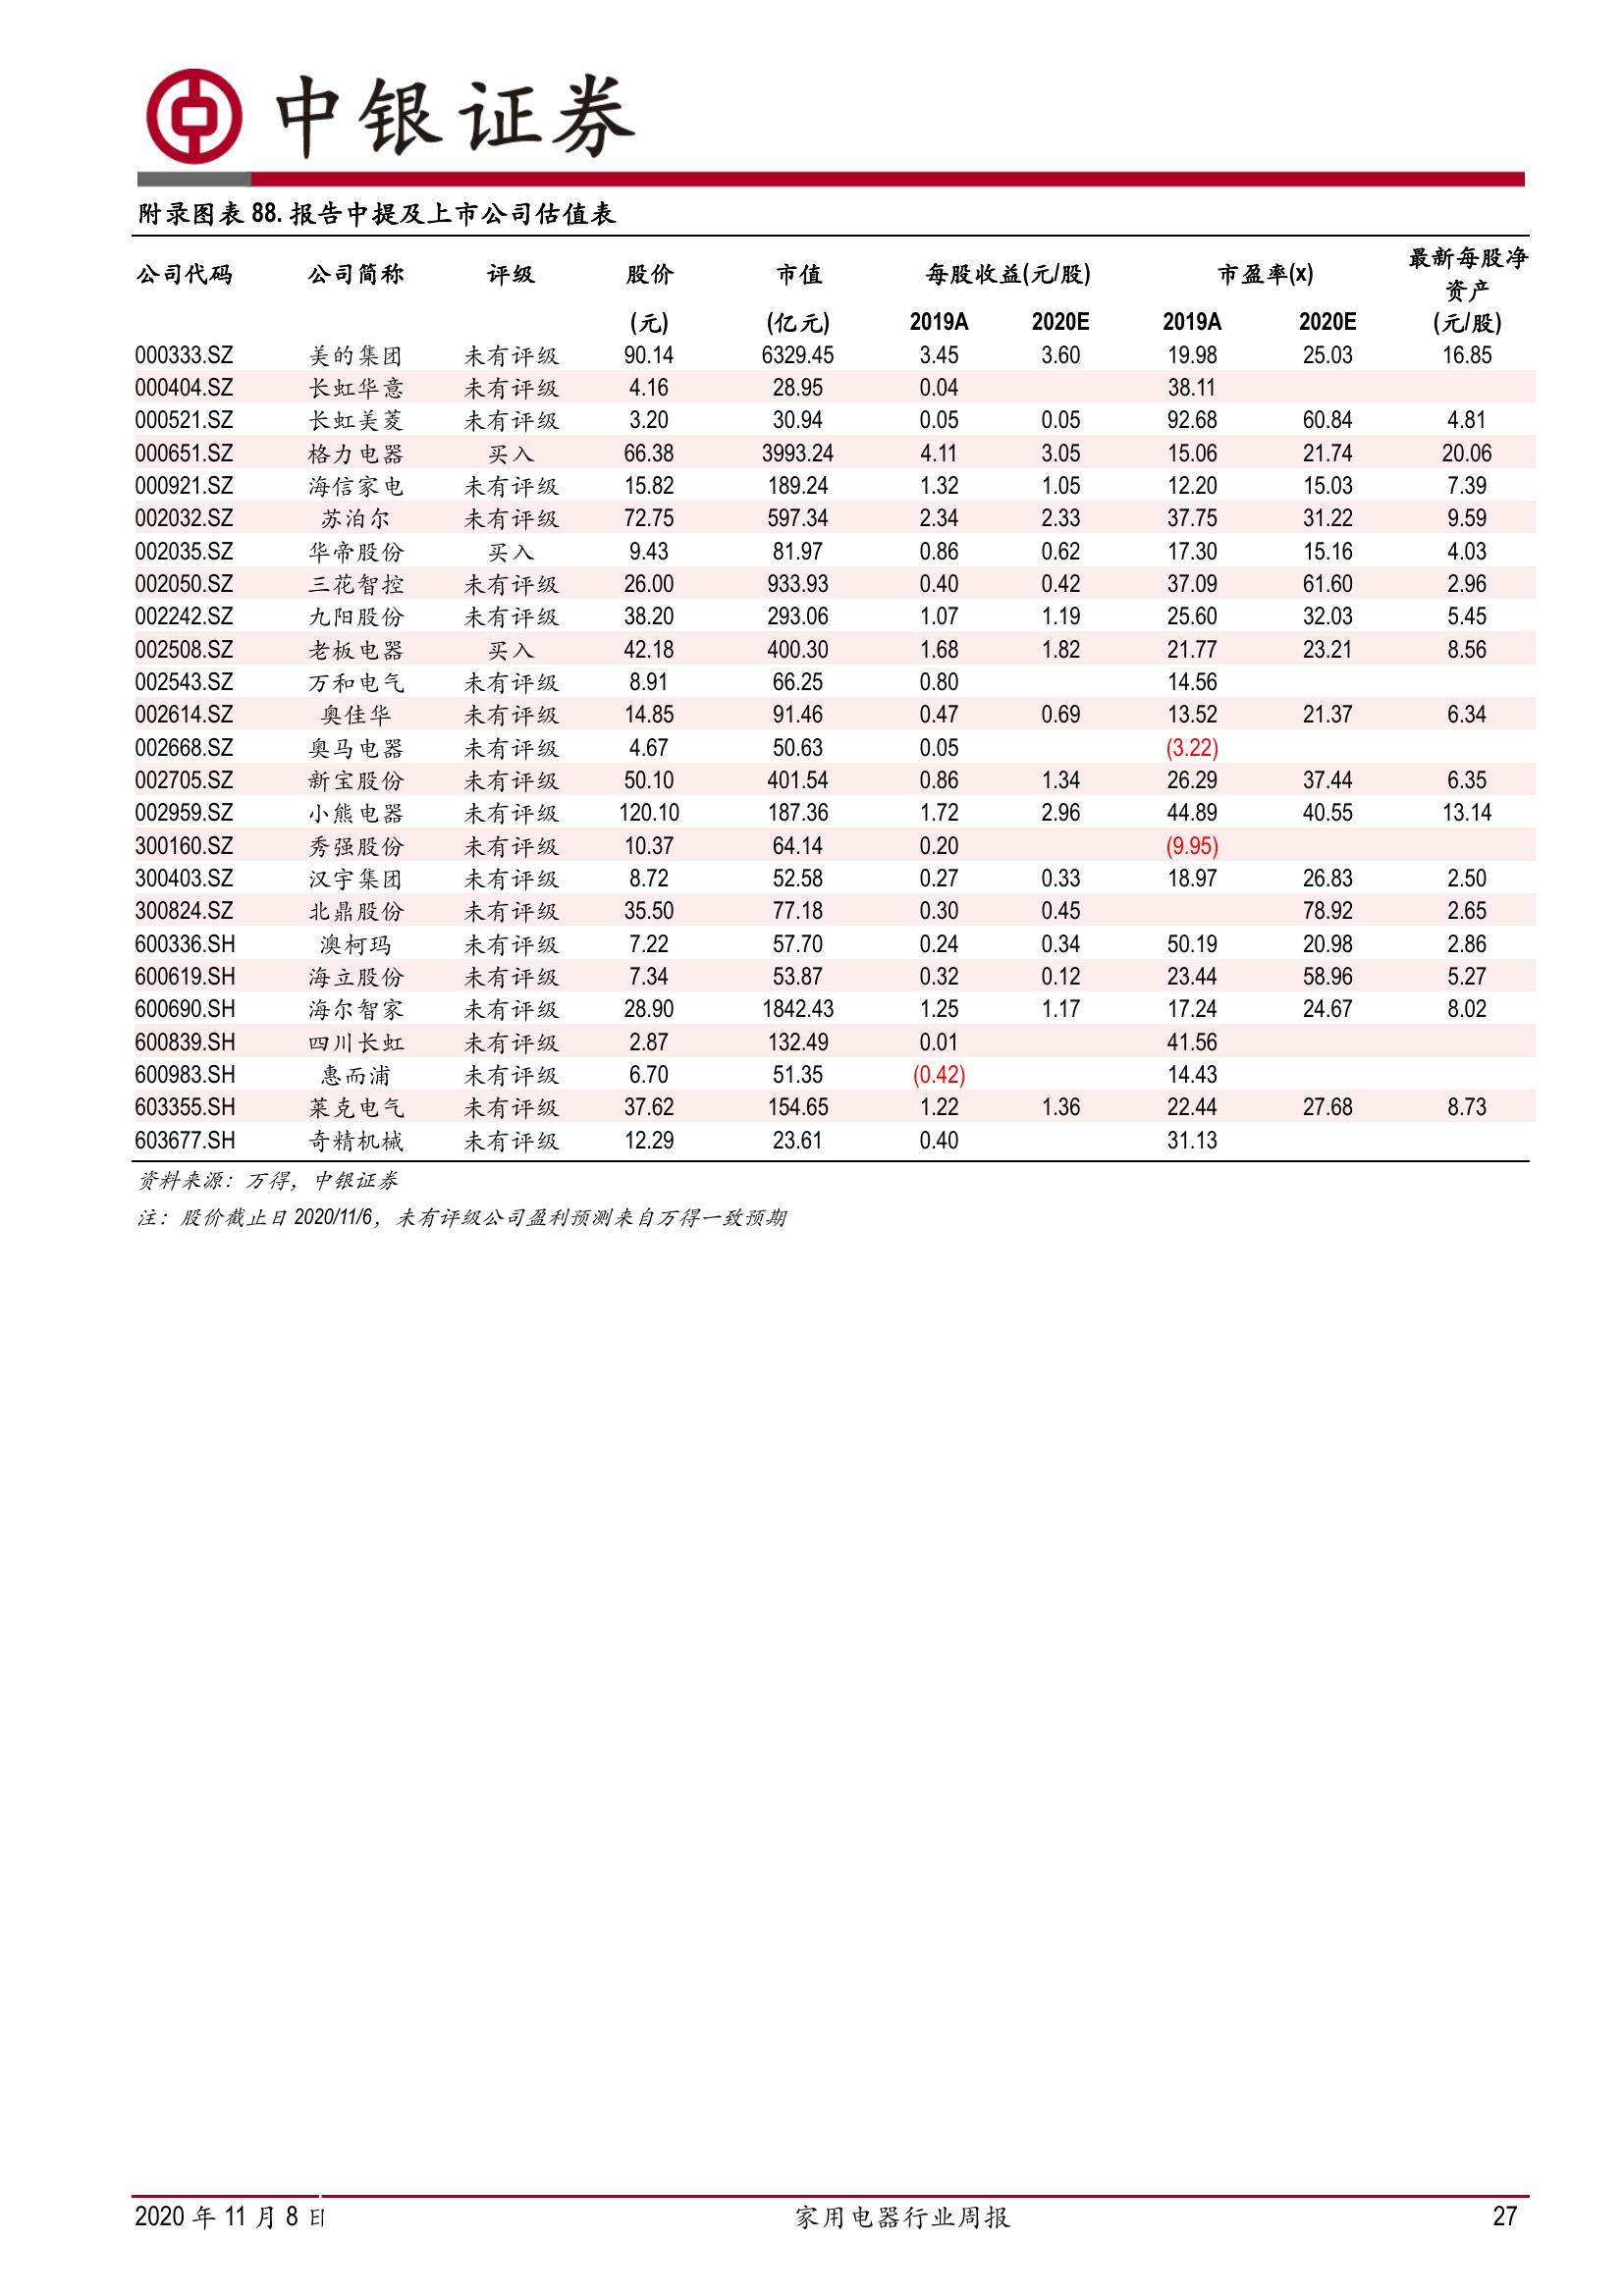 中银证券
附录图表 88. 报告中提及上市公司估值表
公司代码 公司简称 评级 股价 市值 每股收益(元/股) 市盈率(x) 最新每股净资产
(元) (亿元) 2019A 2020E 2019A 2020E (元/股)
000333.SZ 美的集团 未有评级 90.14 6329.45 3.45 3.60 19.98 25.03 16.85
000404.SZ 长虹华意 未有评级 4.16 28.95 0.04 38.11
000521.SZ 长虹美菱 未有评级 3.20 30.94 0.05 0.05 92.68 60.84 4.81
000651.SZ 格力电器 买入 66.38 3993.24 4.11 3.05 15.06 21.74 20.06
000921.SZ 海信家电 未有评级 15.82 189.24 1.32 1.05 12.20 15.03 7.39
002032.SZ 苏泊尔 未有评级 72.75 597.34 2.34 2.33 37.75 31.22 9.59
002035.SZ 华帝股份 买入 9.43 81.97 0.86 0.62 17.30 15.16 4.03
002050.SZ 三花智控 未有评级 26.00 933.93 0.40 0.42 37.09 61.60 2.96
002242.SZ 九阳股份 未有评级 38.20 293.06 1.07 1.19 25.60 32.03 5.45
002508.SZ 老板电器 买入 42.18 400.30 1.68 1.82 21.77 23.21 8.56
002543.SZ 万和电气 未有评级 8.91 66.25 0.80 14.56
002614.SZ 奥佳华 未有评级 14.85 91.46 0.47 0.69 13.52 21.37 6.34
002668.SZ 奥马电器 未有评级 4.67 50.63 0.05 (3.22)
002705.SZ 新宝股份 未有评级 50.10 401.54 0.86 1.34 26.29 37.44 6.35
002959.SZ 小熊电器 未有评级 120.10 187.36 1.72 2.96 44.89 40.55 13.14
300160.SZ 秀强股份 未有评级 10.37 64.14 0.20 (9.95)
300403.SZ 汉宇集团 未有评级 8.72 52.58 0.27 0.33 18.97 26.83 2.50
300824.SZ 北鼎股份 未有评级 35.50 77.18 0.30 0.45 78.92 2.65
600336.SH 澳柯玛 未有评级 7.22 57.70 0.24 0.34 50.19 20.98 2.86
600619.SH 海立股份 未有评级 7.34 53.87 0.32 0.12 23.44 58.96 5.27
600690.SH 海尔智家 未有评级 28.90 1842.43 1.25 1.17 17.24 24.67 8.02
600839.SH 四川长虹 未有评级 2.87 132.49 0.01 41.56
600983.SH 惠而浦 未有评级 6.70 51.35 (0.42) 14.43
603355.SH 莱克电气 未有评级 37.62 154.65 1.22 1.36 22.44 27.68 8.73
603677.SH 奇精机械 未有评级 12.29 23.61 0.40 31.13
资料来源：万得，中银证券
注：股价截止日 2020/11/6，未有评级公司盈利预测来自万得一致预期
2020 年 11 月 8 日 家用电器行业周报 27